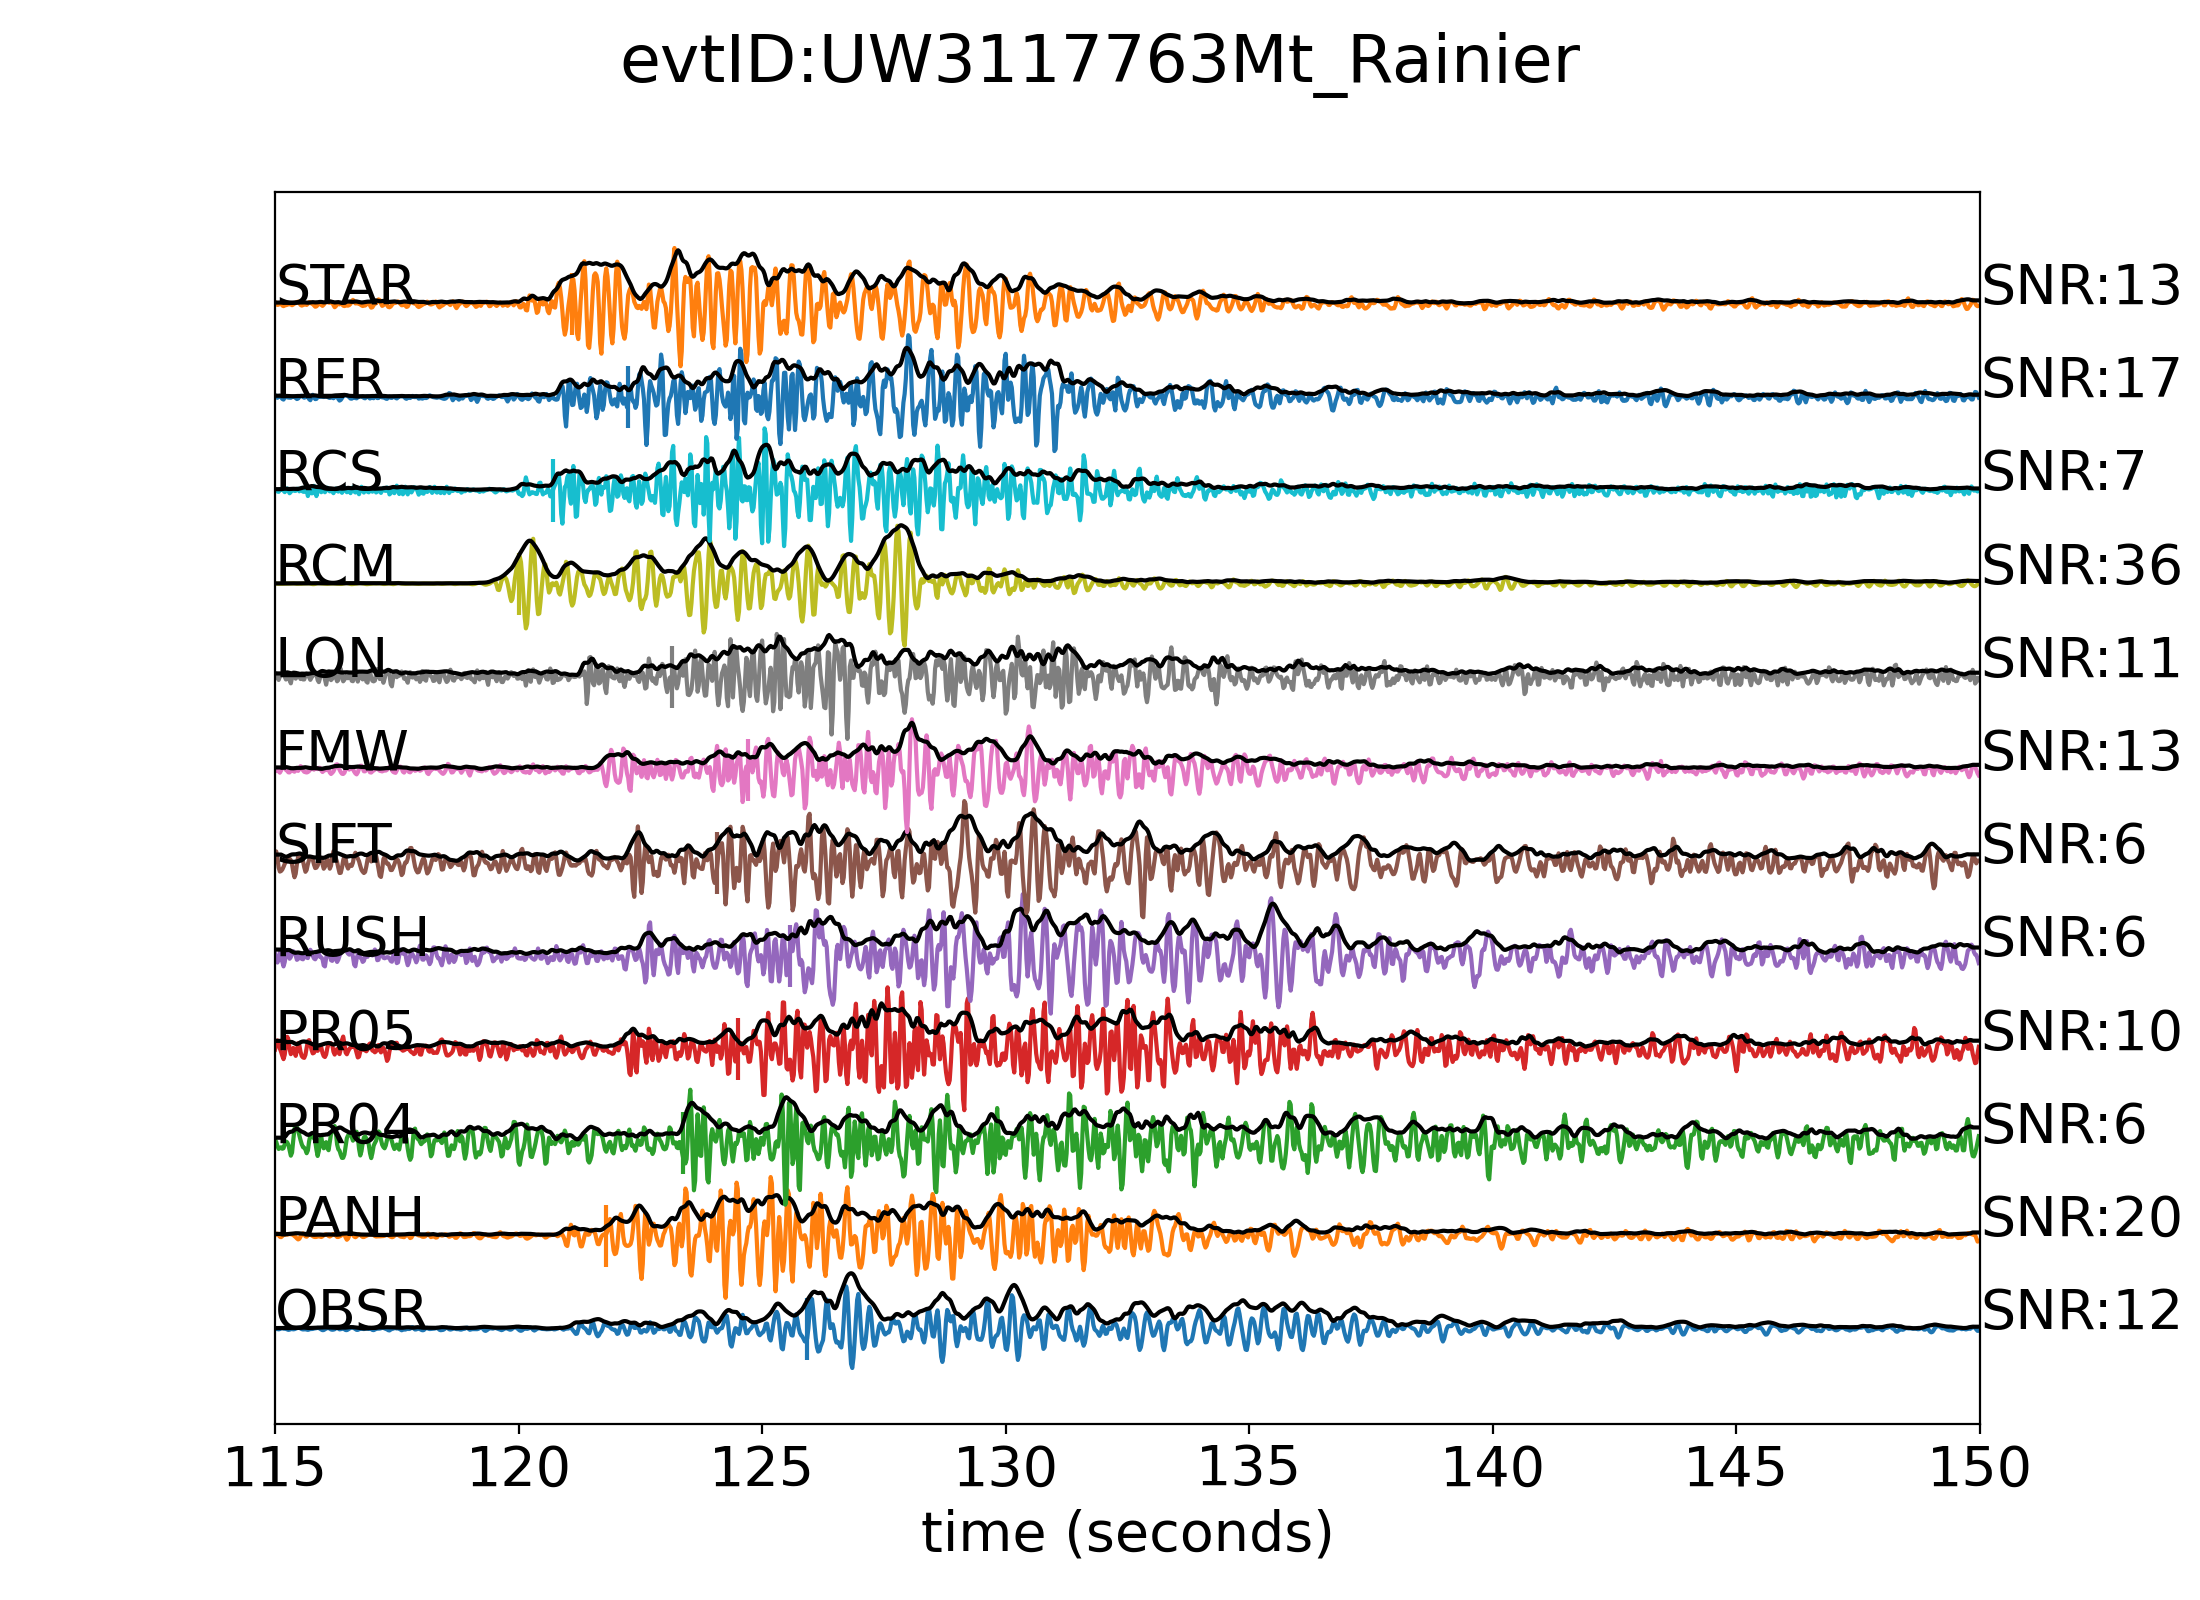 evtID:UW3117763Mt_Rainier
STAR SNR:13
RER SNR:17
RCS SNR:7
RCM SNR:36
LON SNR:11
FMW SNR:13
SIFT SNR:6
RUSH SNR:6
PR05 SNR:10
PR04 SNR:6
PANH SNR:20
OBSR SNR:12
115 120 125 130 135 140 145 150
time (seconds)